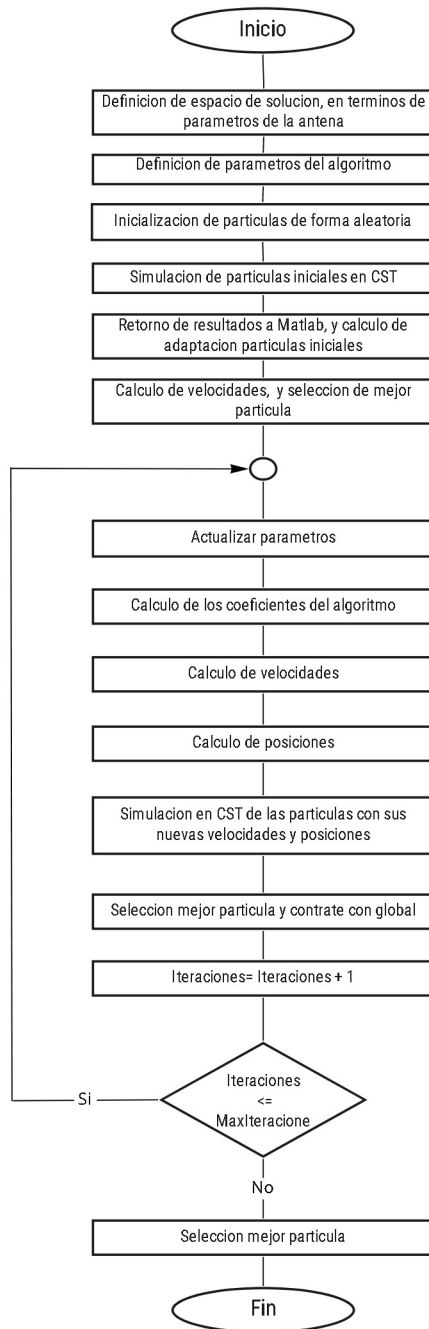 Inicio
Definicion de espacio de solucion, en terminos de
parametros de la antena
Definicion de parametros del algoritmo
Inicializacion de particulas de forma aleatoria
Simulacion de particulas iniciales en CST
Retorno de resultados a Matlab, y calculo de
adaptacion particulas iniciales
Calculo de velocidades, y seleccion de mejor
particula
Actualizar parametros
Calculo de los coeficientes del algoritmo
Calculo de velocidades
Calculo de posiciones
Simulacion en CST de las particulas con sus
nuevas velocidades y posiciones
Seleccion mejor particula y contrate con global
Iteraciones= Iteraciones + 1
Iteraciones
<=
MaxIteracione
Si
No
Seleccion mejor particula
Fin